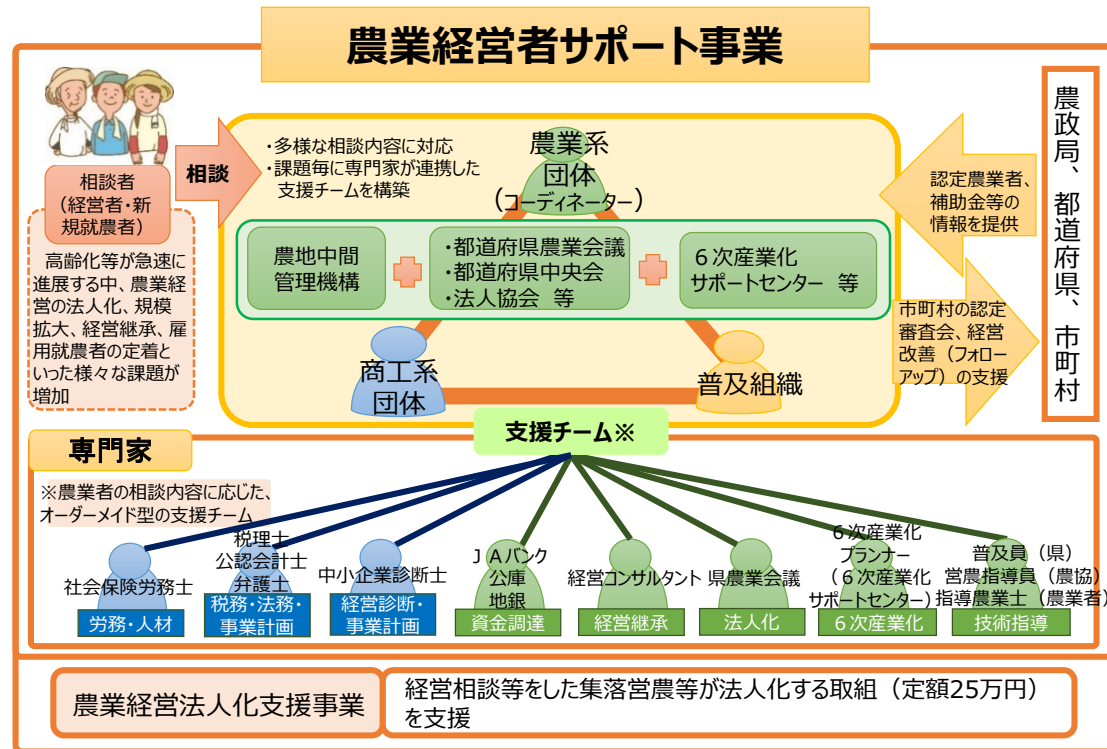 農業経営者サポート事業
相談者
（経営者・新
規就農者）
高齢化等が急速に
進展する中、農業経
営の法人化、規模
拡大、経営継承、雇
用就農者の定着と
いった様々な課題が
増加
相談
・多様な相談内容に対応
・課題毎に専門家が連携した
支援チームを構築
農業系
団体
（コーディネーター）
農地中間
管理機構
・都道府県農業会議
・都道府県中央会
・法人協会 等
６次産業化
サポートセンター 等
商工系
団体
普及組織
認定農業者、
補助金等の
情報を提供
市町村の認定
審査会、経営
改善（フォロー
アップ）の支援
農政局、都道府県、市町村
支援チーム※
専門家
※農業者の相談内容に応じた、
オーダーメイド型の支援チーム
社会保険労務士
労務・人材
税理士
公認会計士
弁護士
税務・法務・
事業計画
中小企業診断士
経営診断・
事業計画
ＪＡバンク
公庫
地銀
資金調達
経営コンサルタント
経営継承
県農業会議
法人化
６次産業化
プランナー
（６次産業化
サポートセンター）
６次産業化
普及員（県）
営農指導員（農協）
指導農業士（農業者）
技術指導
農業経営法人化支援事業
経営相談等をした集落営農等が法人化する取組（定額25万円）
を支援